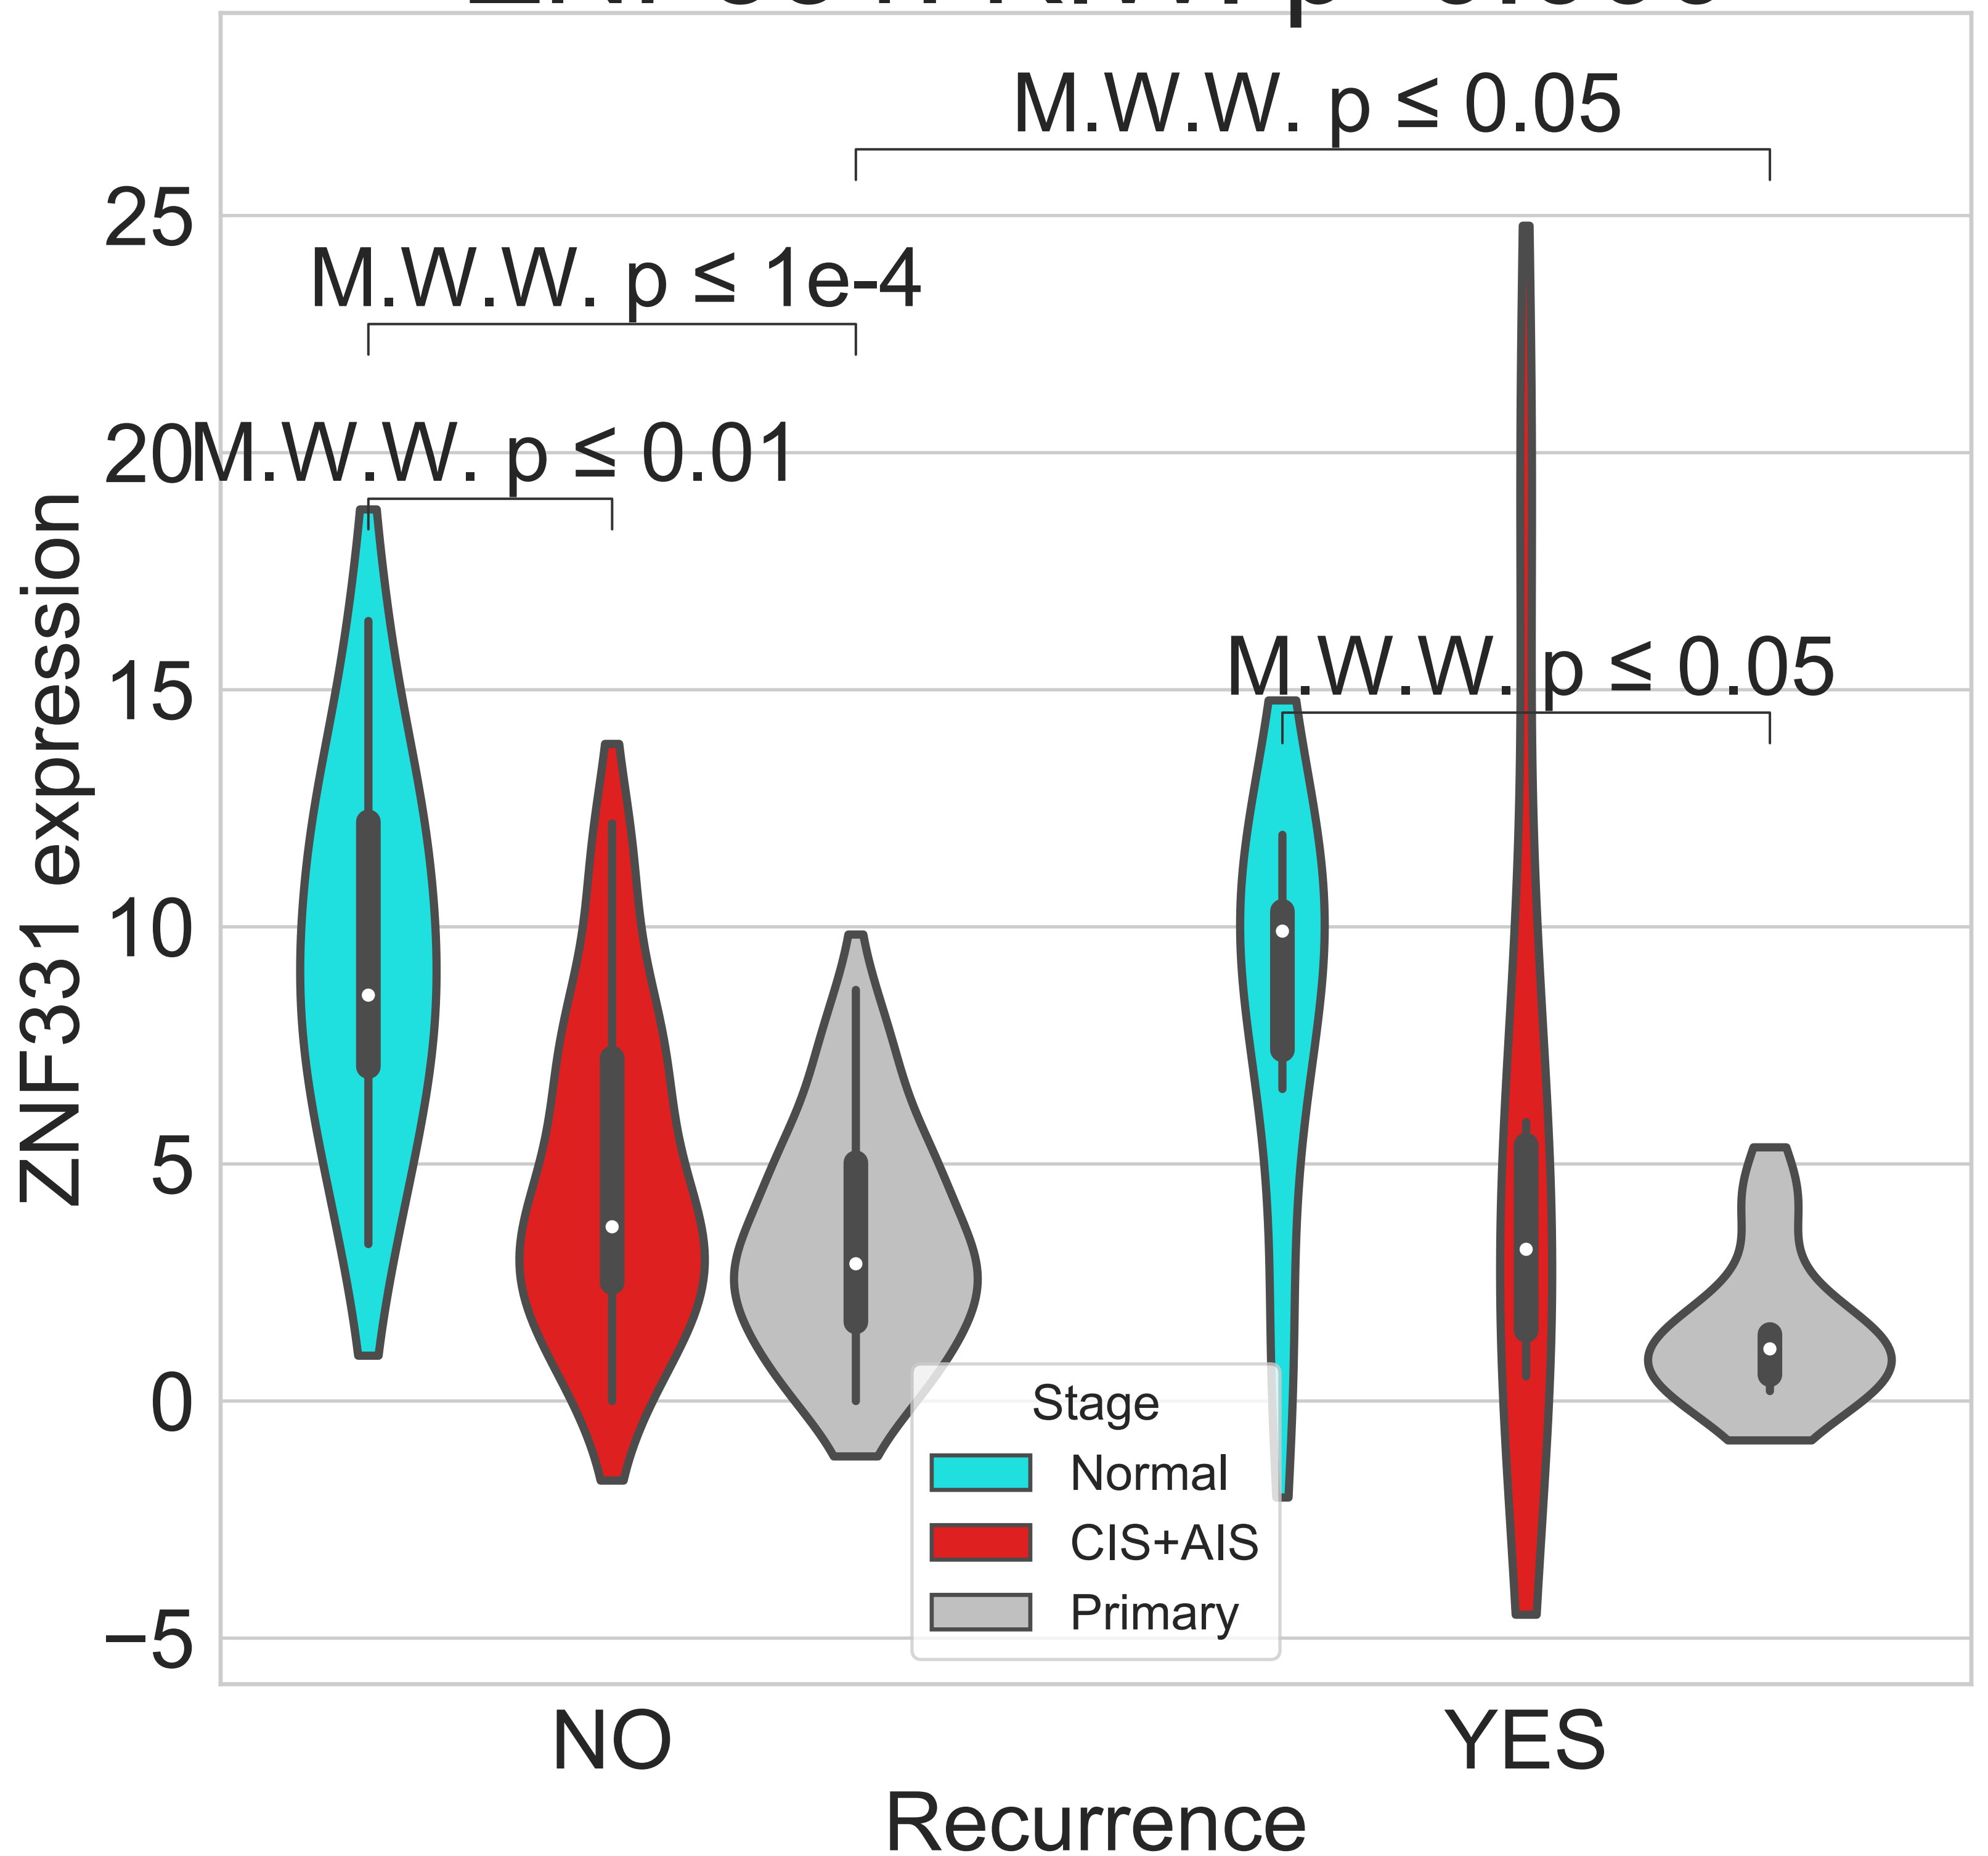 M.W.W. p ≤ 0.05
25
M.W.W. p ≤ 1e-4
20
M.W.W. p ≤ 0.01
M.W.W. p ≤ 0.05
15
10
5
0
−5
ZNF331 expression
Stage
Normal
CIS+AIS
Primary
NO
YES
Recurrence